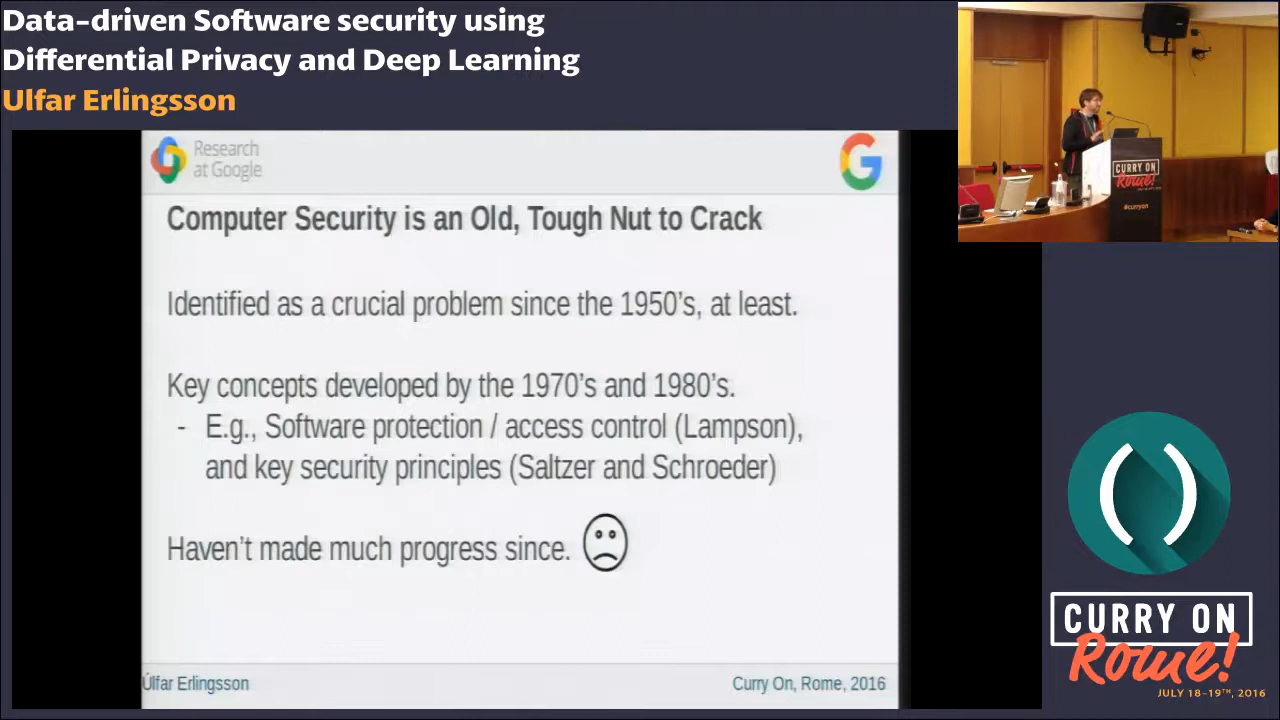 Data-driven Software security using
Differential Privacy and Deep Learning
Ulfar Erlingsson
Research
at Google
G
Computer Security is an Old, Tough Nut to Crack
Identified as a crucial problem since the 1950's, at least.
Key concepts developed by the 1970's and 1980's.
- E.g., Software protection / access control (Lampson),
and key security principles (Saltzer and Schroeder)
Haven't made much progress since.
Úlfar Erlingsson
Curry On, Rome, 2016
CURRY ON
Rome!
#curryon
CURRY ON
Rome!
JULY 18-19TH, 2016